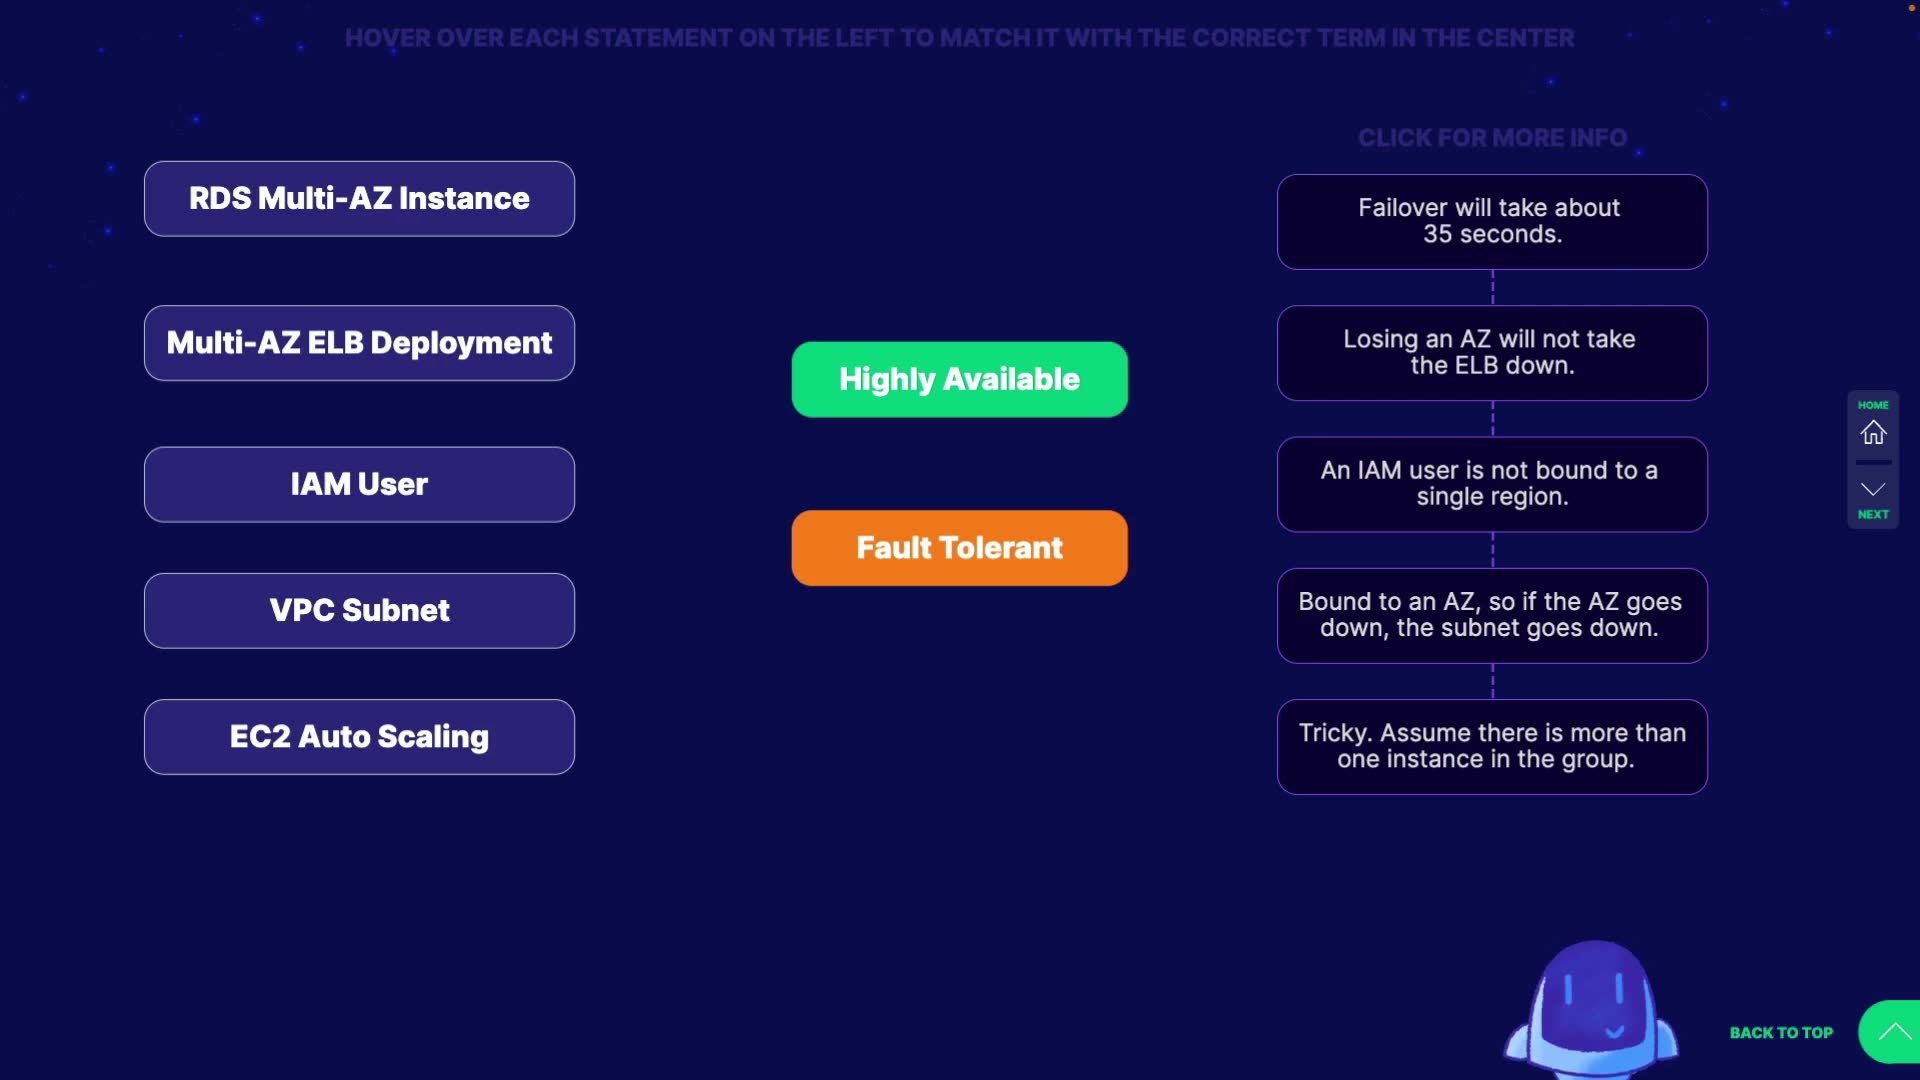 HOVER OVER EACH STATEMENT ON THE LEFT TO MATCH IT WITH THE CORRECT TERM IN THE CENTER
RDS Multi-AZ Instance
Multi-AZ ELB Deployment
IAM User
VPC Subnet
EC2 Auto Scaling
Highly Available
Fault Tolerant
CLICK FOR MORE INFO
Failover will take about
35 seconds.
Losing an AZ will not take
the ELB down.
An IAM user is not bound to a
single region.
Bound to an AZ, so if the AZ goes
down, the subnet goes down.
Tricky. Assume there is more than
one instance in the group.
HOME
NEXT
BACK TO TOP